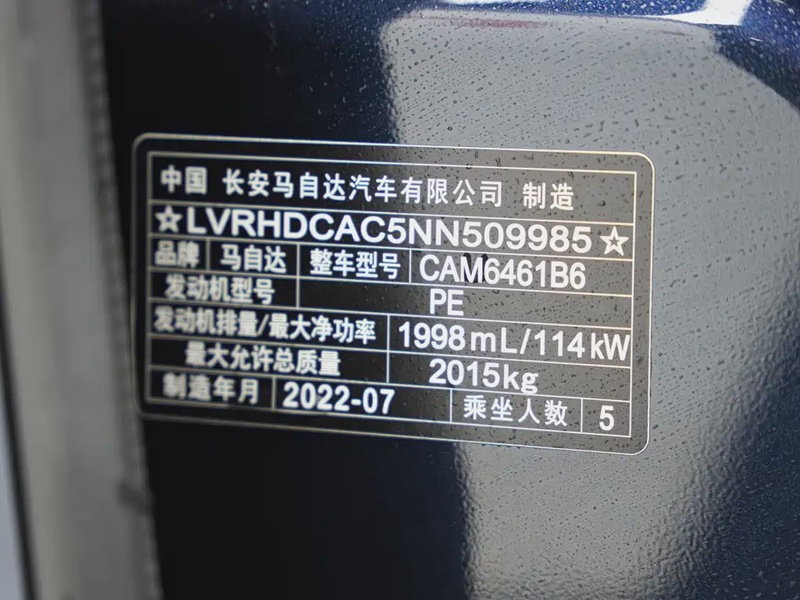 中国 长安马自达汽车有限公司 制造
☆LVRHDCAC5NN509985☆
品牌 马自达 整车型号 CAM6461B6
发动机型号 PE
发动机排量/最大净功率 1998mL/114kW
最大允许总质量 2015kg
制造年月 2022-07 乘坐人数 5